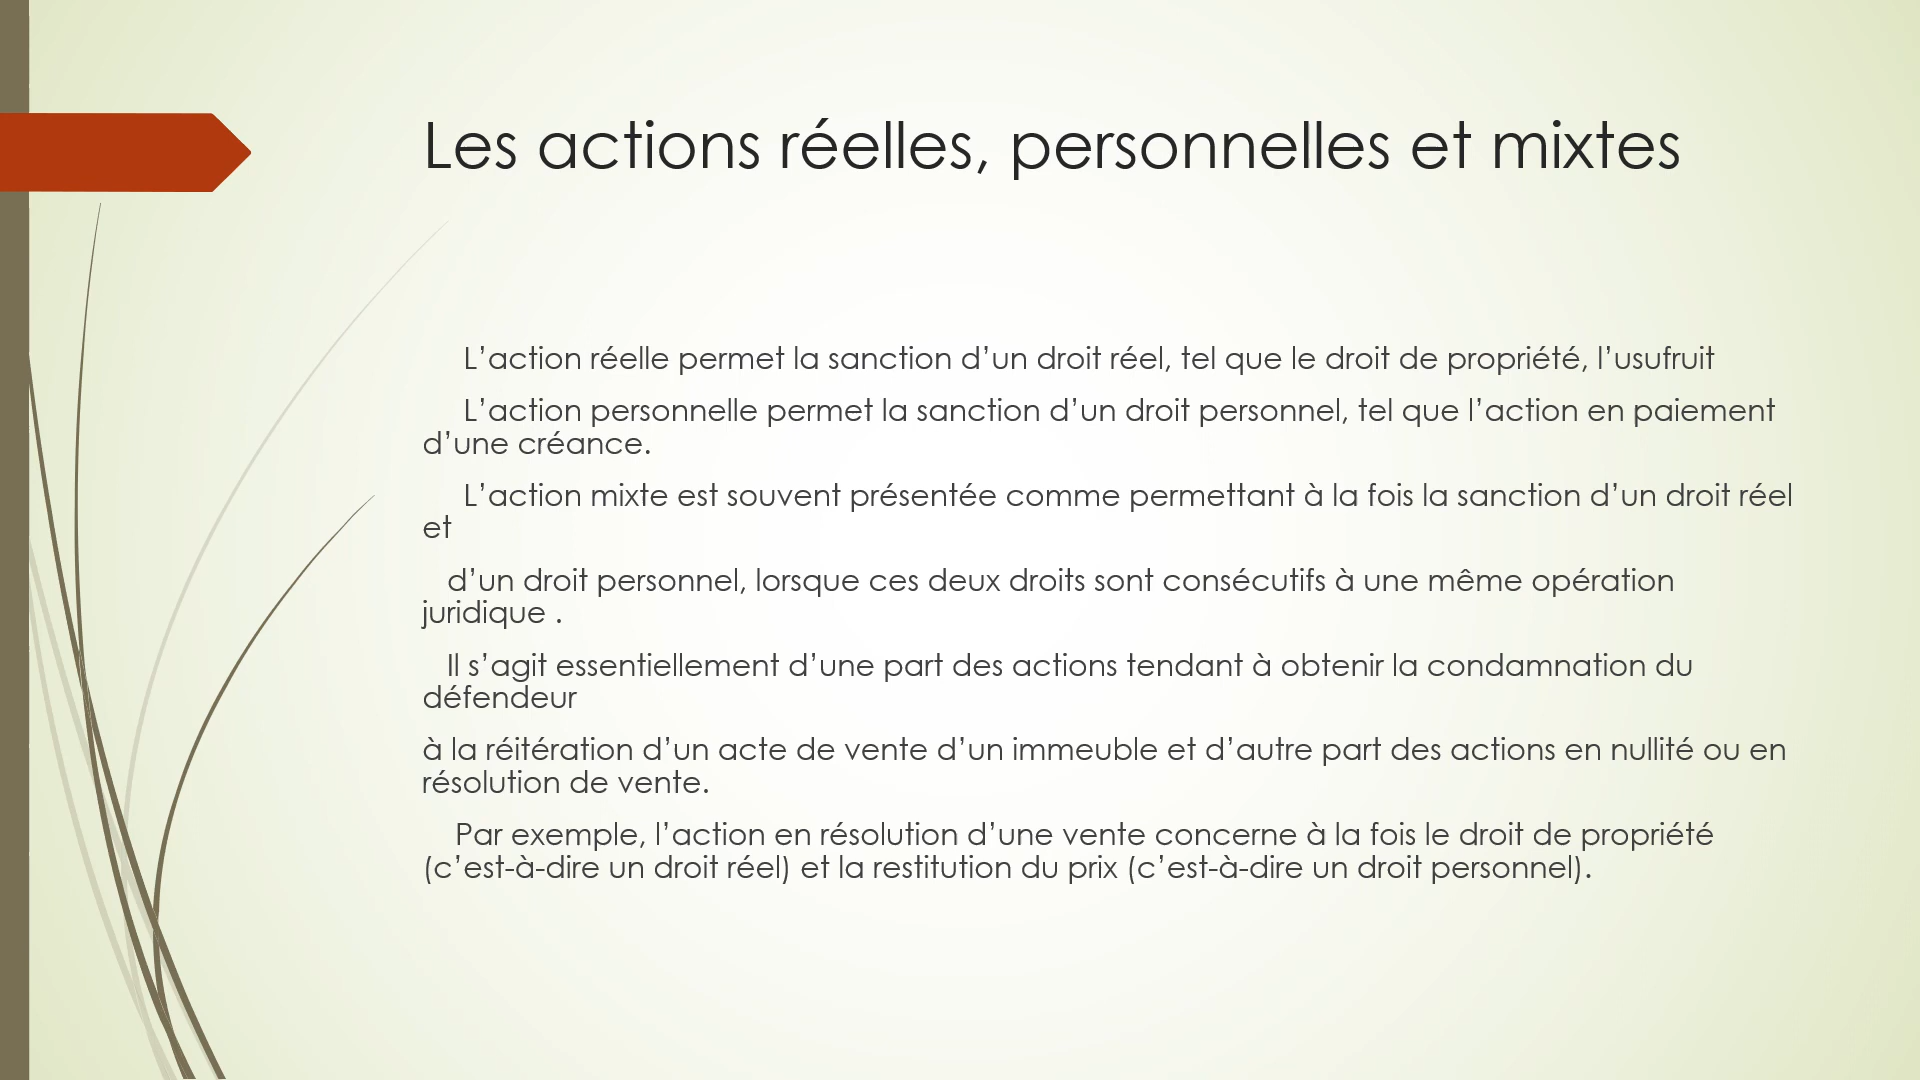 Les actions réelles, personnelles et mixtes
L’action réelle permet la sanction d’un droit réel, tel que le droit de propriété, l’usufruit
L’action personnelle permet la sanction d’un droit personnel, tel que l’action en paiement
d’une créance.
L’action mixte est souvent présentée comme permettant à la fois la sanction d’un droit réel
et
d’un droit personnel, lorsque ces deux droits sont consécutifs à une même opération
juridique .
Il s’agit essentiellement d’une part des actions tendant à obtenir la condamnation du
défendeur
à la réitération d’un acte de vente d’un immeuble et d’autre part des actions en nullité ou en
résolution de vente.
Par exemple, l’action en résolution d’une vente concerne à la fois le droit de propriété
(c’est-à-dire un droit réel) et la restitution du prix (c’est-à-dire un droit personnel).